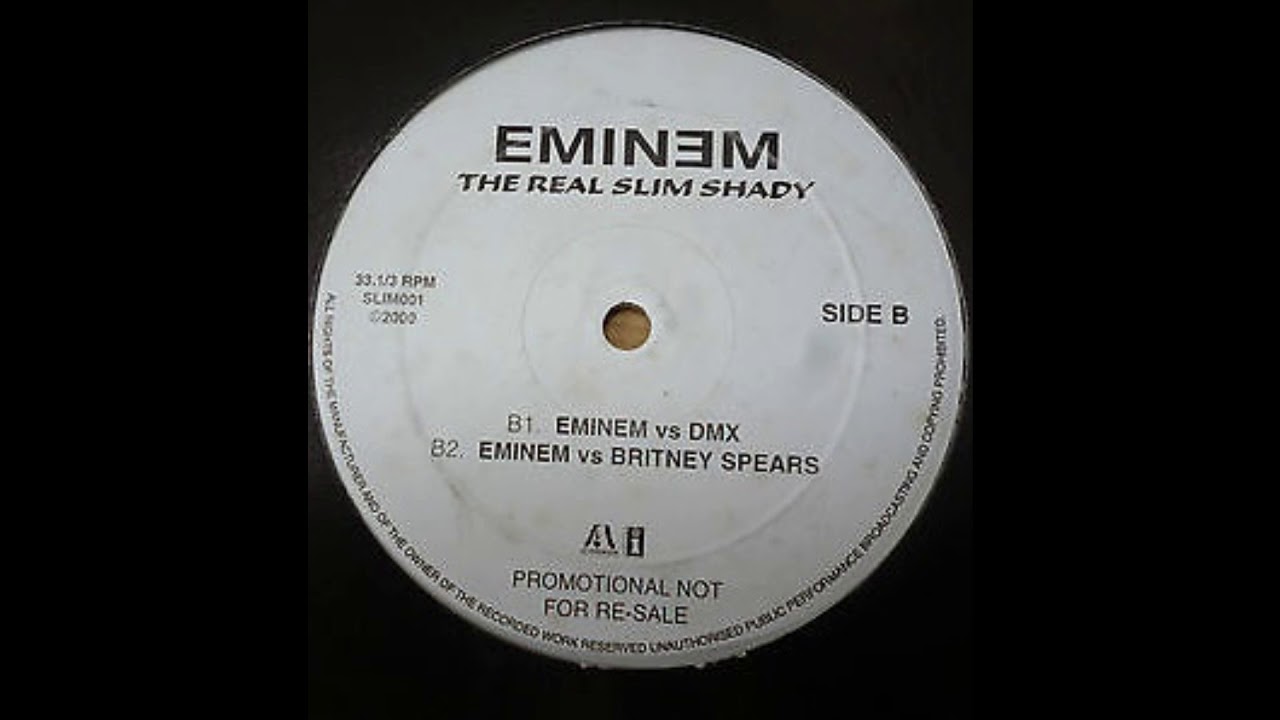 EMINƎM
THE REAL SLIM SHADY
33.1/3 RPM
SLIM001
©2000
SIDE B
B1. EMINEM vs DMX
B2. EMINEM vs BRITNEY SPEARS
PROMOTIONAL NOT
FOR RE-SALE
ALL RIGHTS OF THE MANUFACTURER AND OF THE OWNER OF THE RECORDED WORK RESERVED UNAUTHORISED PUBLIC PERFORMANCE BROADCASTING AND COPYING PROHIBITED.